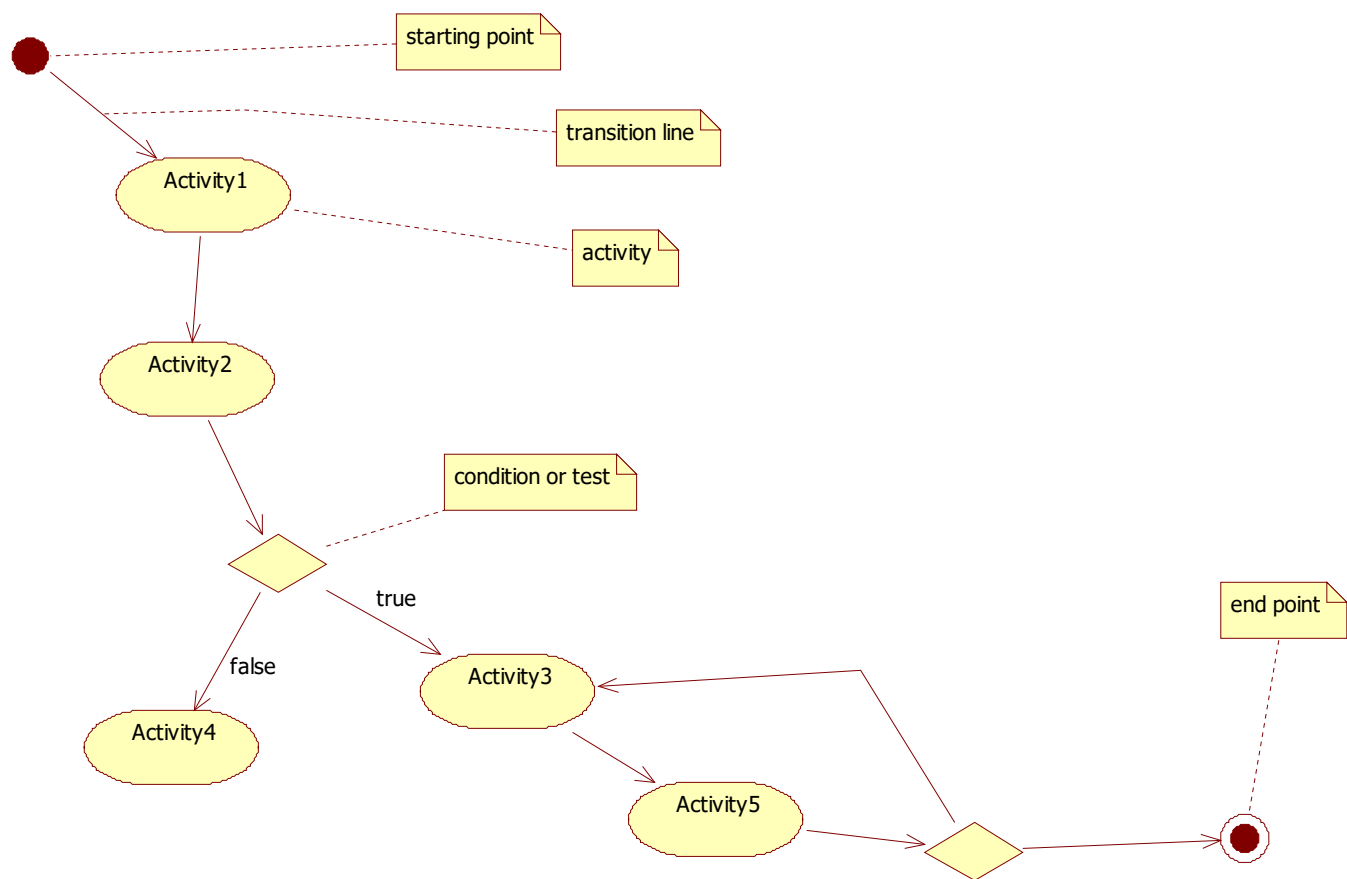 starting point
transition line
Activity1
activity
Activity2
condition or test
true
end point
false
Activity3
Activity4
Activity5